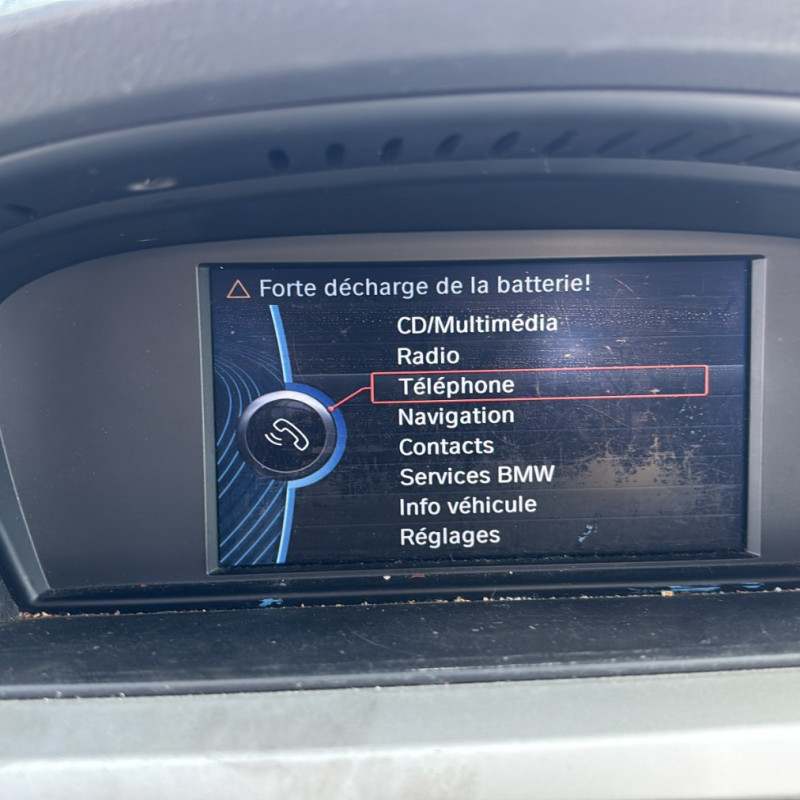 Forte décharge de la batterie!
CD/Multimédia
Radio
Téléphone
Navigation
Contacts
Services BMW
Info véhicule
Réglages